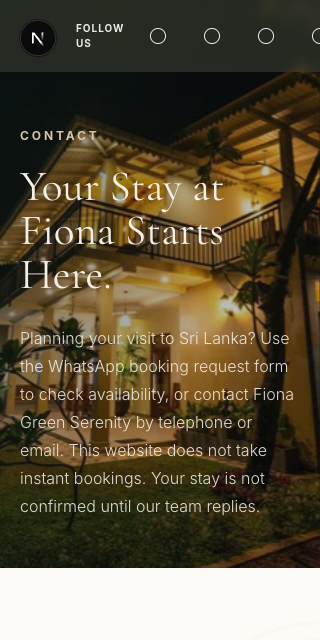 N
FOLLOW
US
CONTACT
Your Stay at
Fiona Starts
Here.
Planning your visit to Sri Lanka? Use
the WhatsApp booking request form
to check availability, or contact Fiona
Green Serenity by telephone or
email. This website does not take
instant bookings. Your stay is not
confirmed until our team replies.